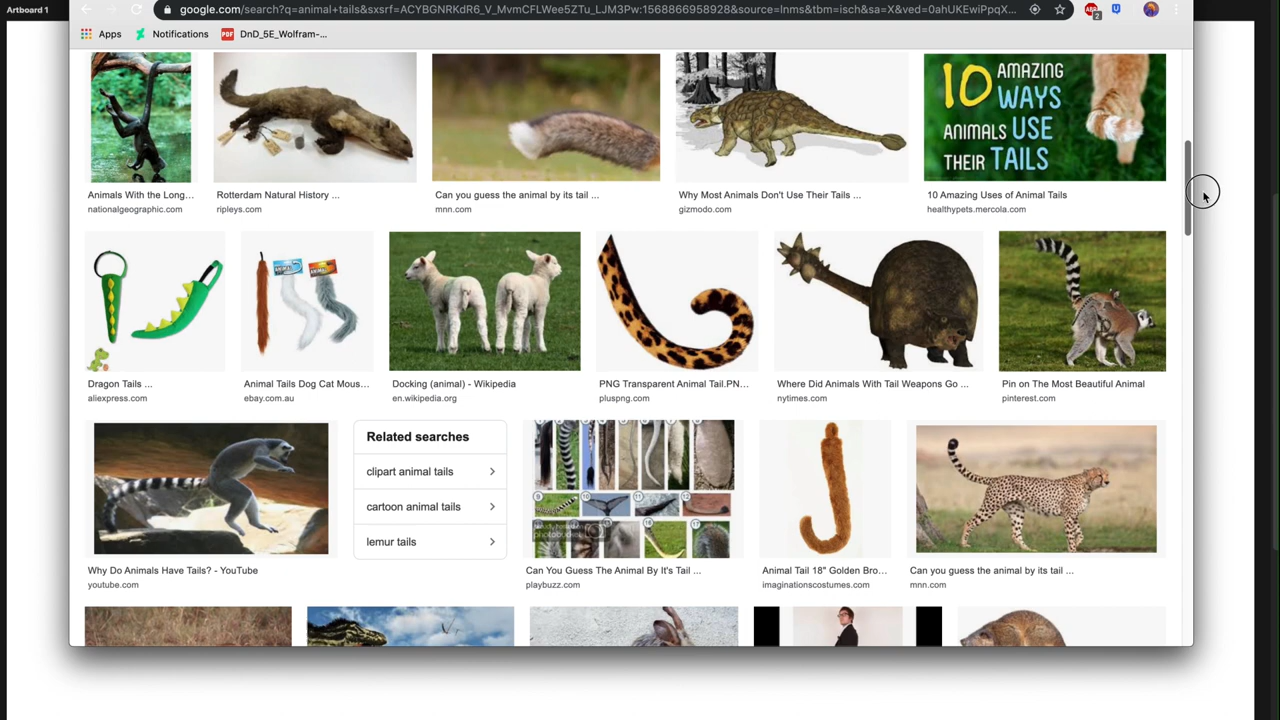 Artboard 1
google.com/search?q=animal+tails&sxsrf=ACYBGNRKdR6_V_MvmCFLWee5ZTu_LJM3Pw:1568866958928&source=lnms&tbm=isch&sa=X&ved=0ahUKEwiPpqX...
ABP
2
Apps
Notifications
PDF
DnD_5E_Wolfram-...
10 AMAZING
WAYS
ANIMALS USE
THEIR TAILS
Animals With the Long...
nationalgeographic.com
Rotterdam Natural History ...
ripleys.com
Can you guess the animal by its tail ...
mnn.com
Why Most Animals Don't Use Their Tails ...
gizmodo.com
10 Amazing Uses of Animal Tails
healthypets.mercola.com
Dragon Tails ...
aliexpress.com
Animal Tails Dog Cat Mous...
ebay.com.au
Docking (animal) - Wikipedia
en.wikipedia.org
PNG Transparent Animal Tail.PN...
pluspng.com
Where Did Animals With Tail Weapons Go ...
nytimes.com
Pin on The Most Beautiful Animal
pinterest.com
Related searches
clipart animal tails
cartoon animal tails
lemur tails
Why Do Animals Have Tails? - YouTube
youtube.com
Can You Guess The Animal By It's Tail ...
playbuzz.com
Animal Tail 18" Golden Bro...
imaginationscostumes.com
Can you guess the animal by its tail ...
mnn.com